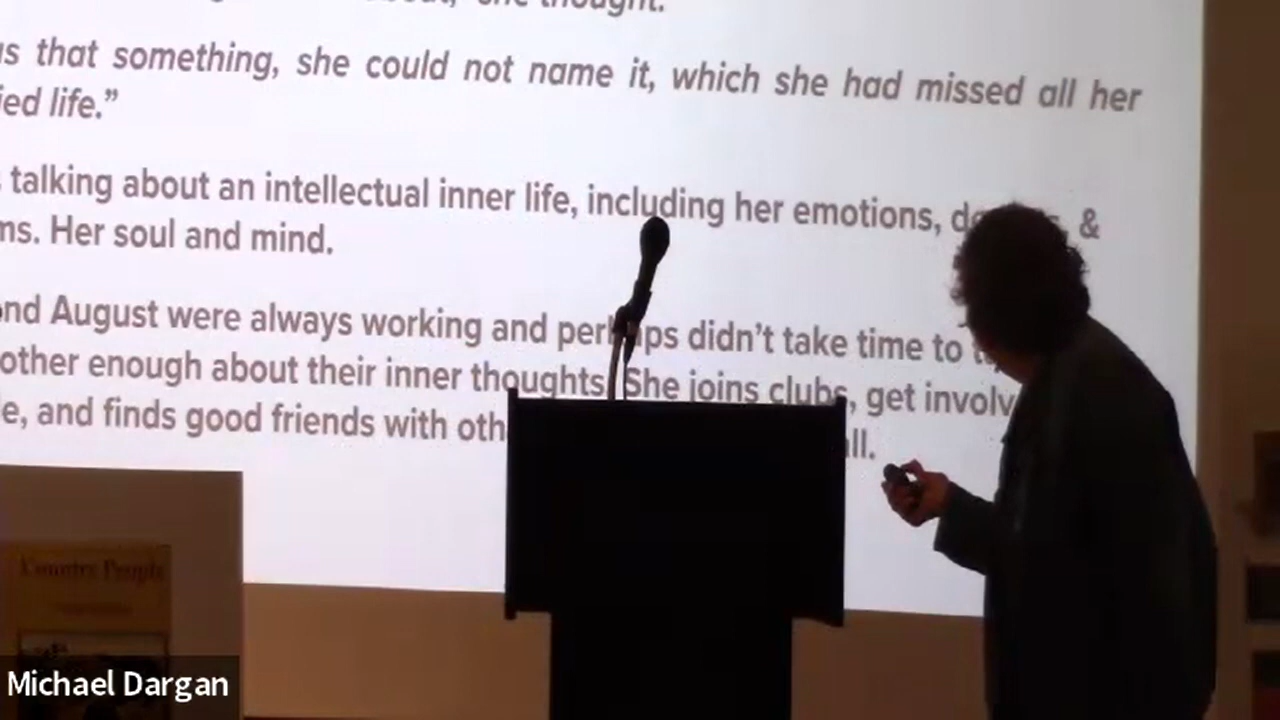 she thought.
s that something, she could not name it, which she had missed all her
ied life.”
talking about an intellectual inner life, including her emotions, &
ms. Her soul and mind.
nd August were always working and perhaps didn’t take time to
other enough about their inner thoughts. She joins clubs, get involv
e, and finds good friends with oth
ll.
Country People
Michael Dargan